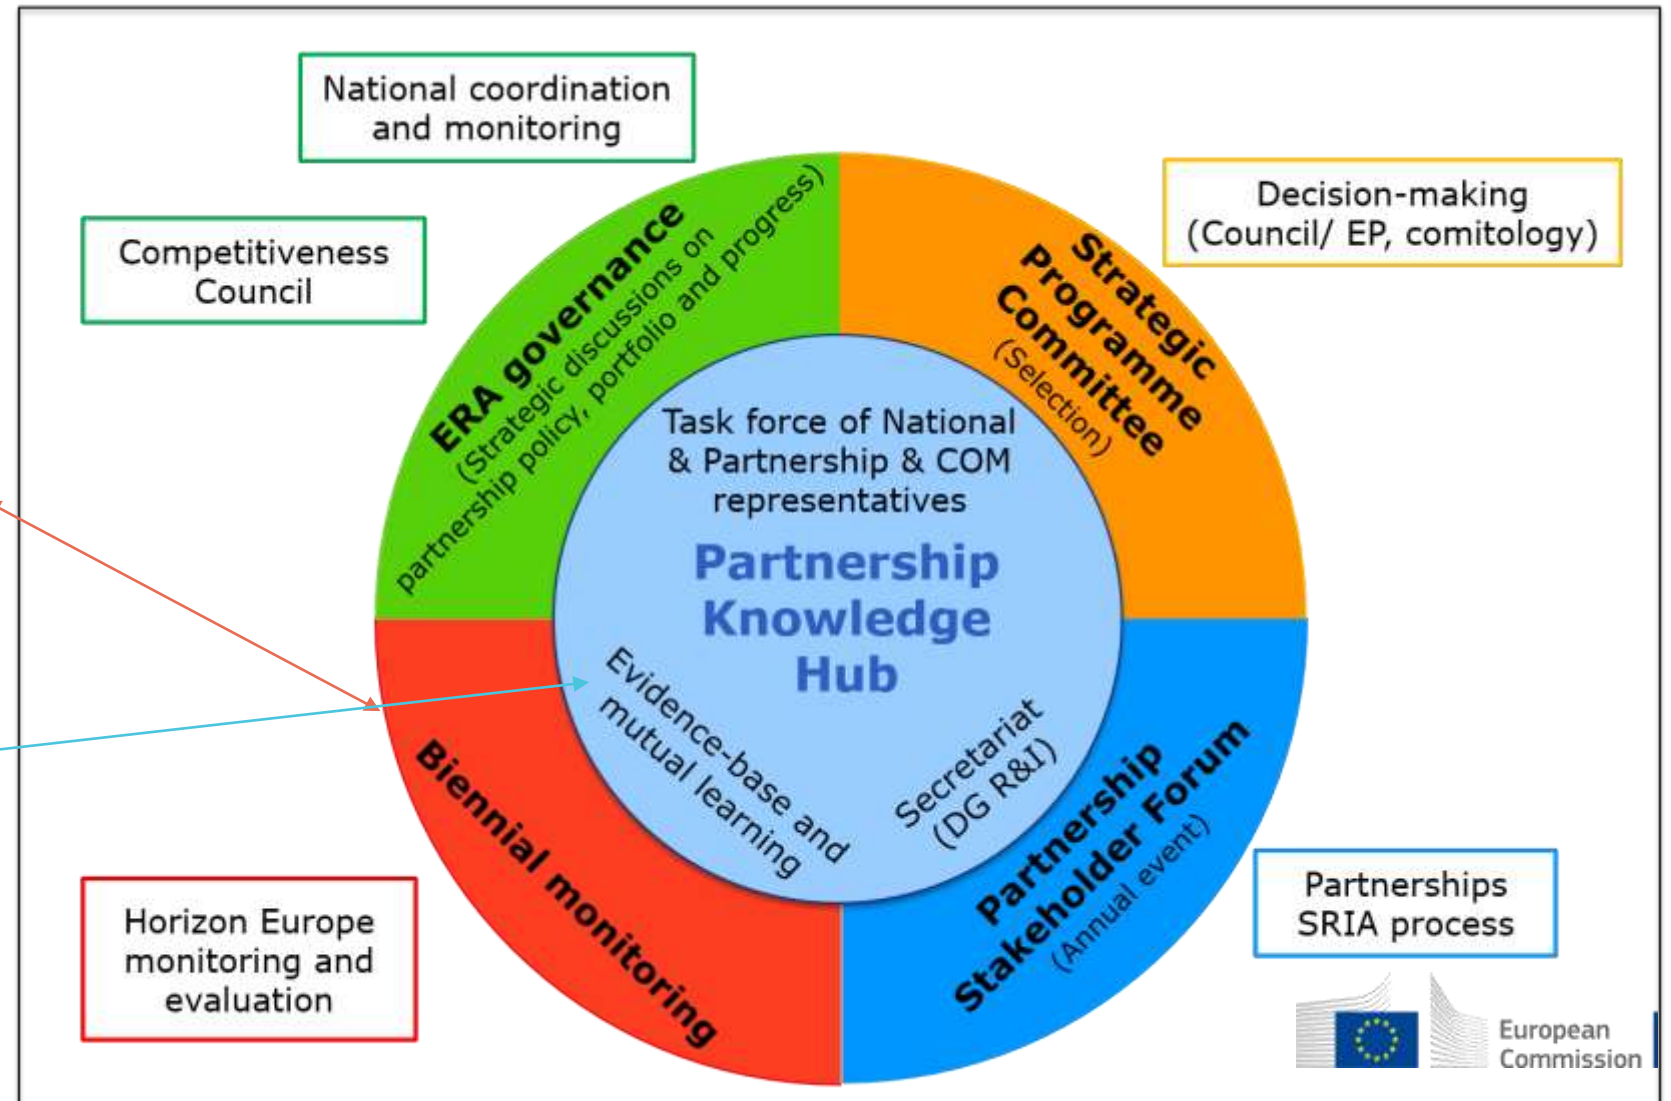 National coordination
and monitoring
Competitiveness
Council
Decision-making
(Council/ EP, comitology)
ERA governance
(Strategic discussions on
partnership policy, portfolio and progress)
Strategic
Programme
Committee
(Selection)
Task force of National
& Partnership & COM
representatives
Partnership
Knowledge
Hub
Evidence-base and
mutual learning
Secretariat
(DG R&I)
Biennial monitoring
Partnership
Stakeholder Forum
(Annual event)
Horizon Europe
monitoring and
evaluation
Partnerships
SRIA process
European
Commission